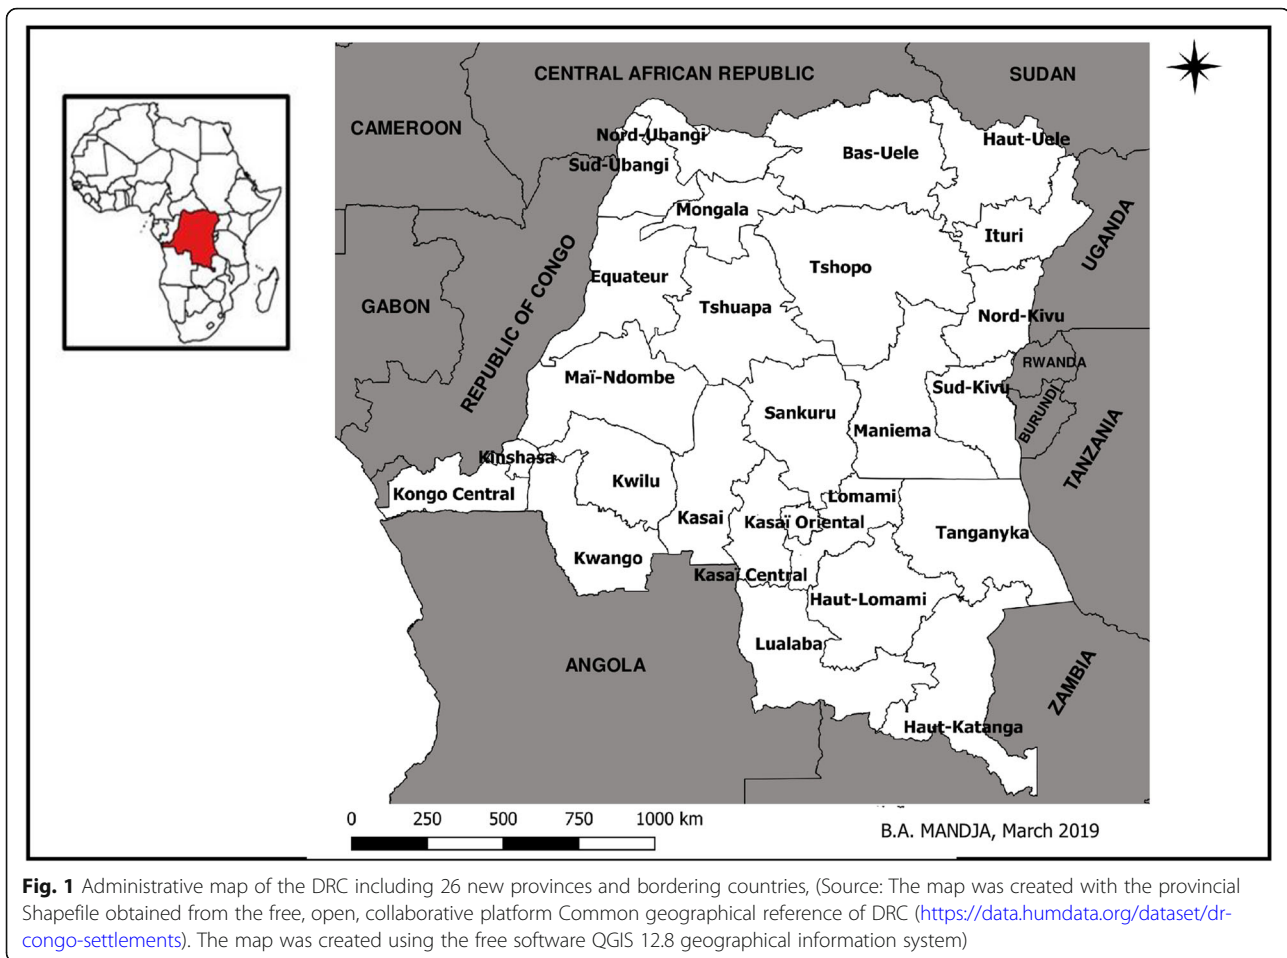 CENTRAL AFRICAN REPUBLIC
SUDAN
CAMEROON
Nord-Ubangi
Haut-Uele
Bas-Uele
Sud-Ubangi
Mongala
UGANDA
Ituri
REPUBLIC OF CONGO
Tshopo
Equateur
GABON
Tshuapa
Nord-Kivu
RWANDA
Maï-Ndombe
Sud-Kivu
BURUNDI
Sankuru
Maniema
TANZANIA
Kinshasa
Kwilu
Kongo Central
Lomami
Kasai
Kasaï Oriental
Tanganyka
Kwango
Kasaï Central
Haut-Lomami
Lualaba
ANGOLA
ZAMBIA
Haut-Katanga
0 250 500 750 1000 km
B.A. MANDJA, March 2019
Fig. 1 Administrative map of the DRC including 26 new provinces and bordering countries, (Source: The map was created with the provincial
Shapefile obtained from the free, open, collaborative platform Common geographical reference of DRC (https://data.humdata.org/dataset/dr-
congo-settlements). The map was created using the free software QGIS 12.8 geographical information system)